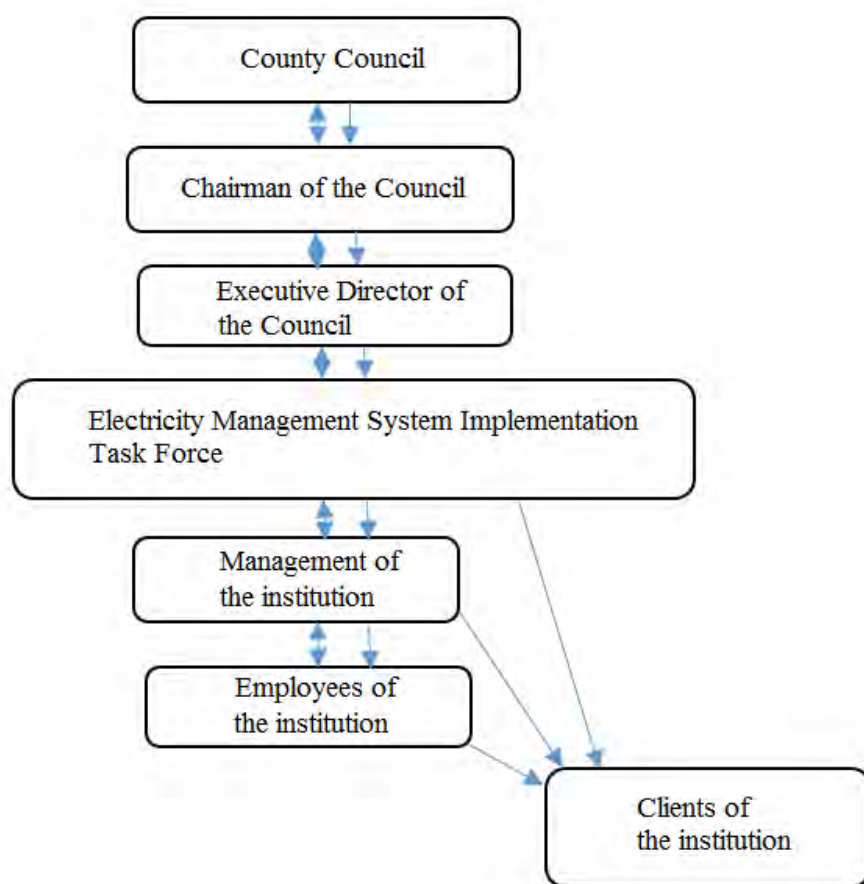 County Council
Chairman of the Council
Executive Director of
the Council
Electricity Management System Implementation
Task Force
Management of
the institution
Employees of
the institution
Clients of
the institution